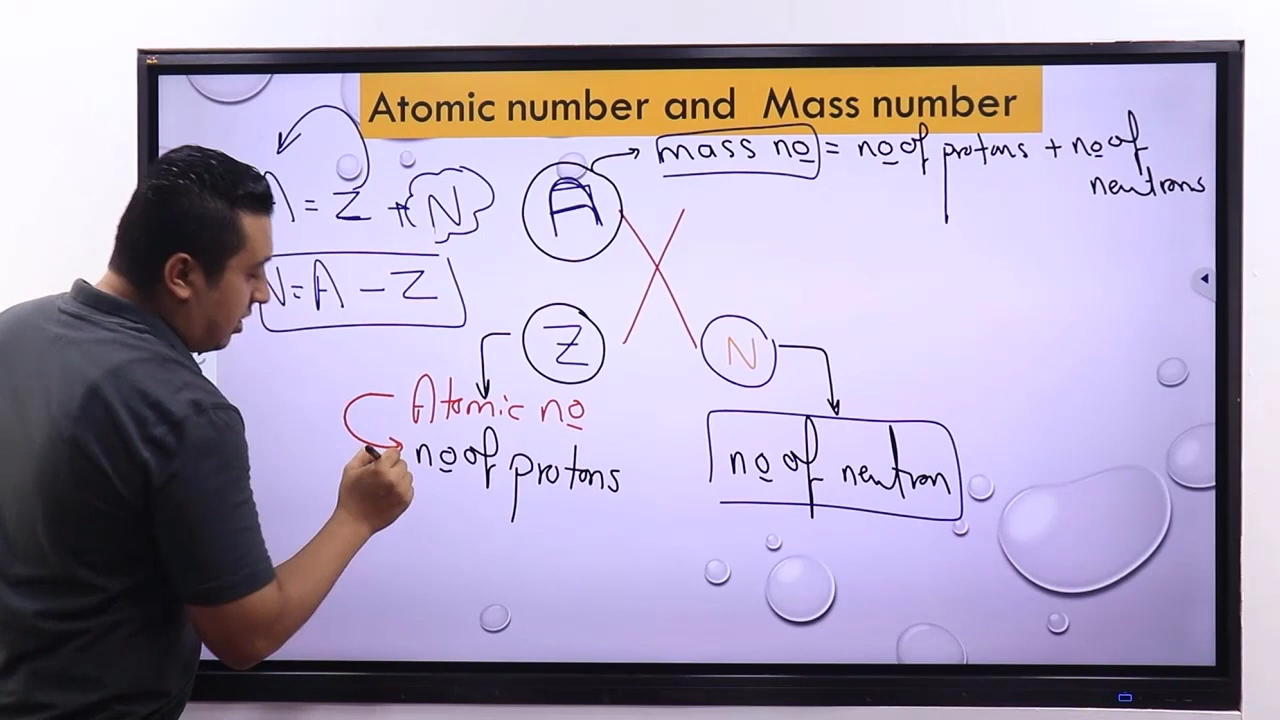 Atomic number and Mass number
mass no = no of protons + no of
neutrons
A = Z + N
A
N = A - Z
Z
N
Atomic no
no of protons
no of neutron